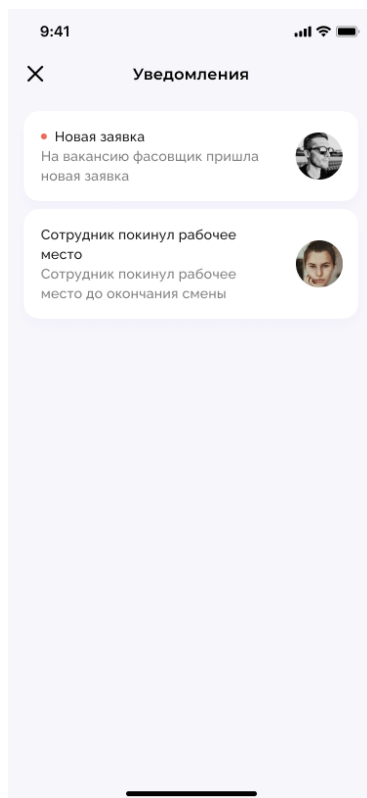 9:41
Уведомления
Новая заявка
На вакансию фасовщик пришла
новая заявка
Сотрудник покинул рабочее
место
Сотрудник покинул рабочее
место до окончания смены